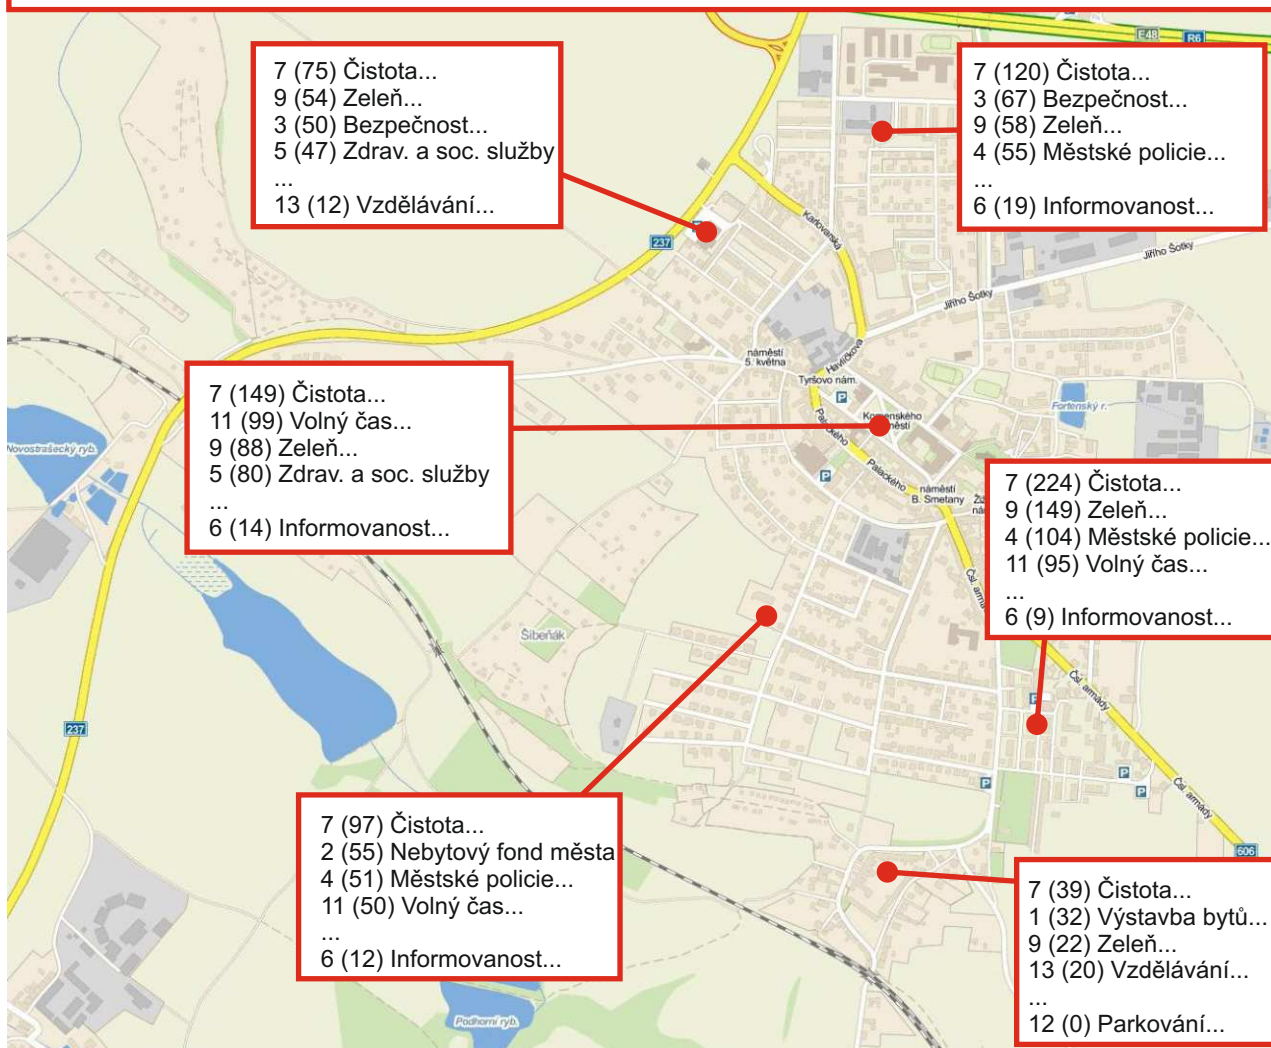 E48
R6
7 (75) Čistota...
9 (54) Zeleň...
3 (50) Bezpečnost...
5 (47) Zdrav. a soc. služby
...
13 (12) Vzdělávání...
7 (120) Čistota...
3 (67) Bezpečnost...
9 (58) Zeleň...
4 (55) Městské policie...
...
6 (19) Informovanost...
237
Karlovarská
Jiřího Šotky
Jiřího Šotky
náměstí
5. května
Havlíčkova
Tyršovo nám.
P
Palackého
Palackého
P
náměstí
B. Smetany
Fortenský r.
Novostrašecký ryb.
7 (149) Čistota...
11 (99) Volný čas...
9 (88) Zeleň...
5 (80) Zdrav. a soc. služby
...
6 (14) Informovanost...
7 (224) Čistota...
9 (149) Zeleň...
4 (104) Městské policie...
11 (95) Volný čas...
...
6 (9) Informovanost...
Šibeňák
Čsl. armády
Čsl. armády
237
P
P
P
606
7 (97) Čistota...
2 (55) Nebytový fond města
4 (51) Městské policie...
11 (50) Volný čas...
...
6 (12) Informovanost...
7 (39) Čistota...
1 (32) Výstavba bytů...
9 (22) Zeleň...
13 (20) Vzdělávání...
...
12 (0) Parkování...
Podhorní ryb.